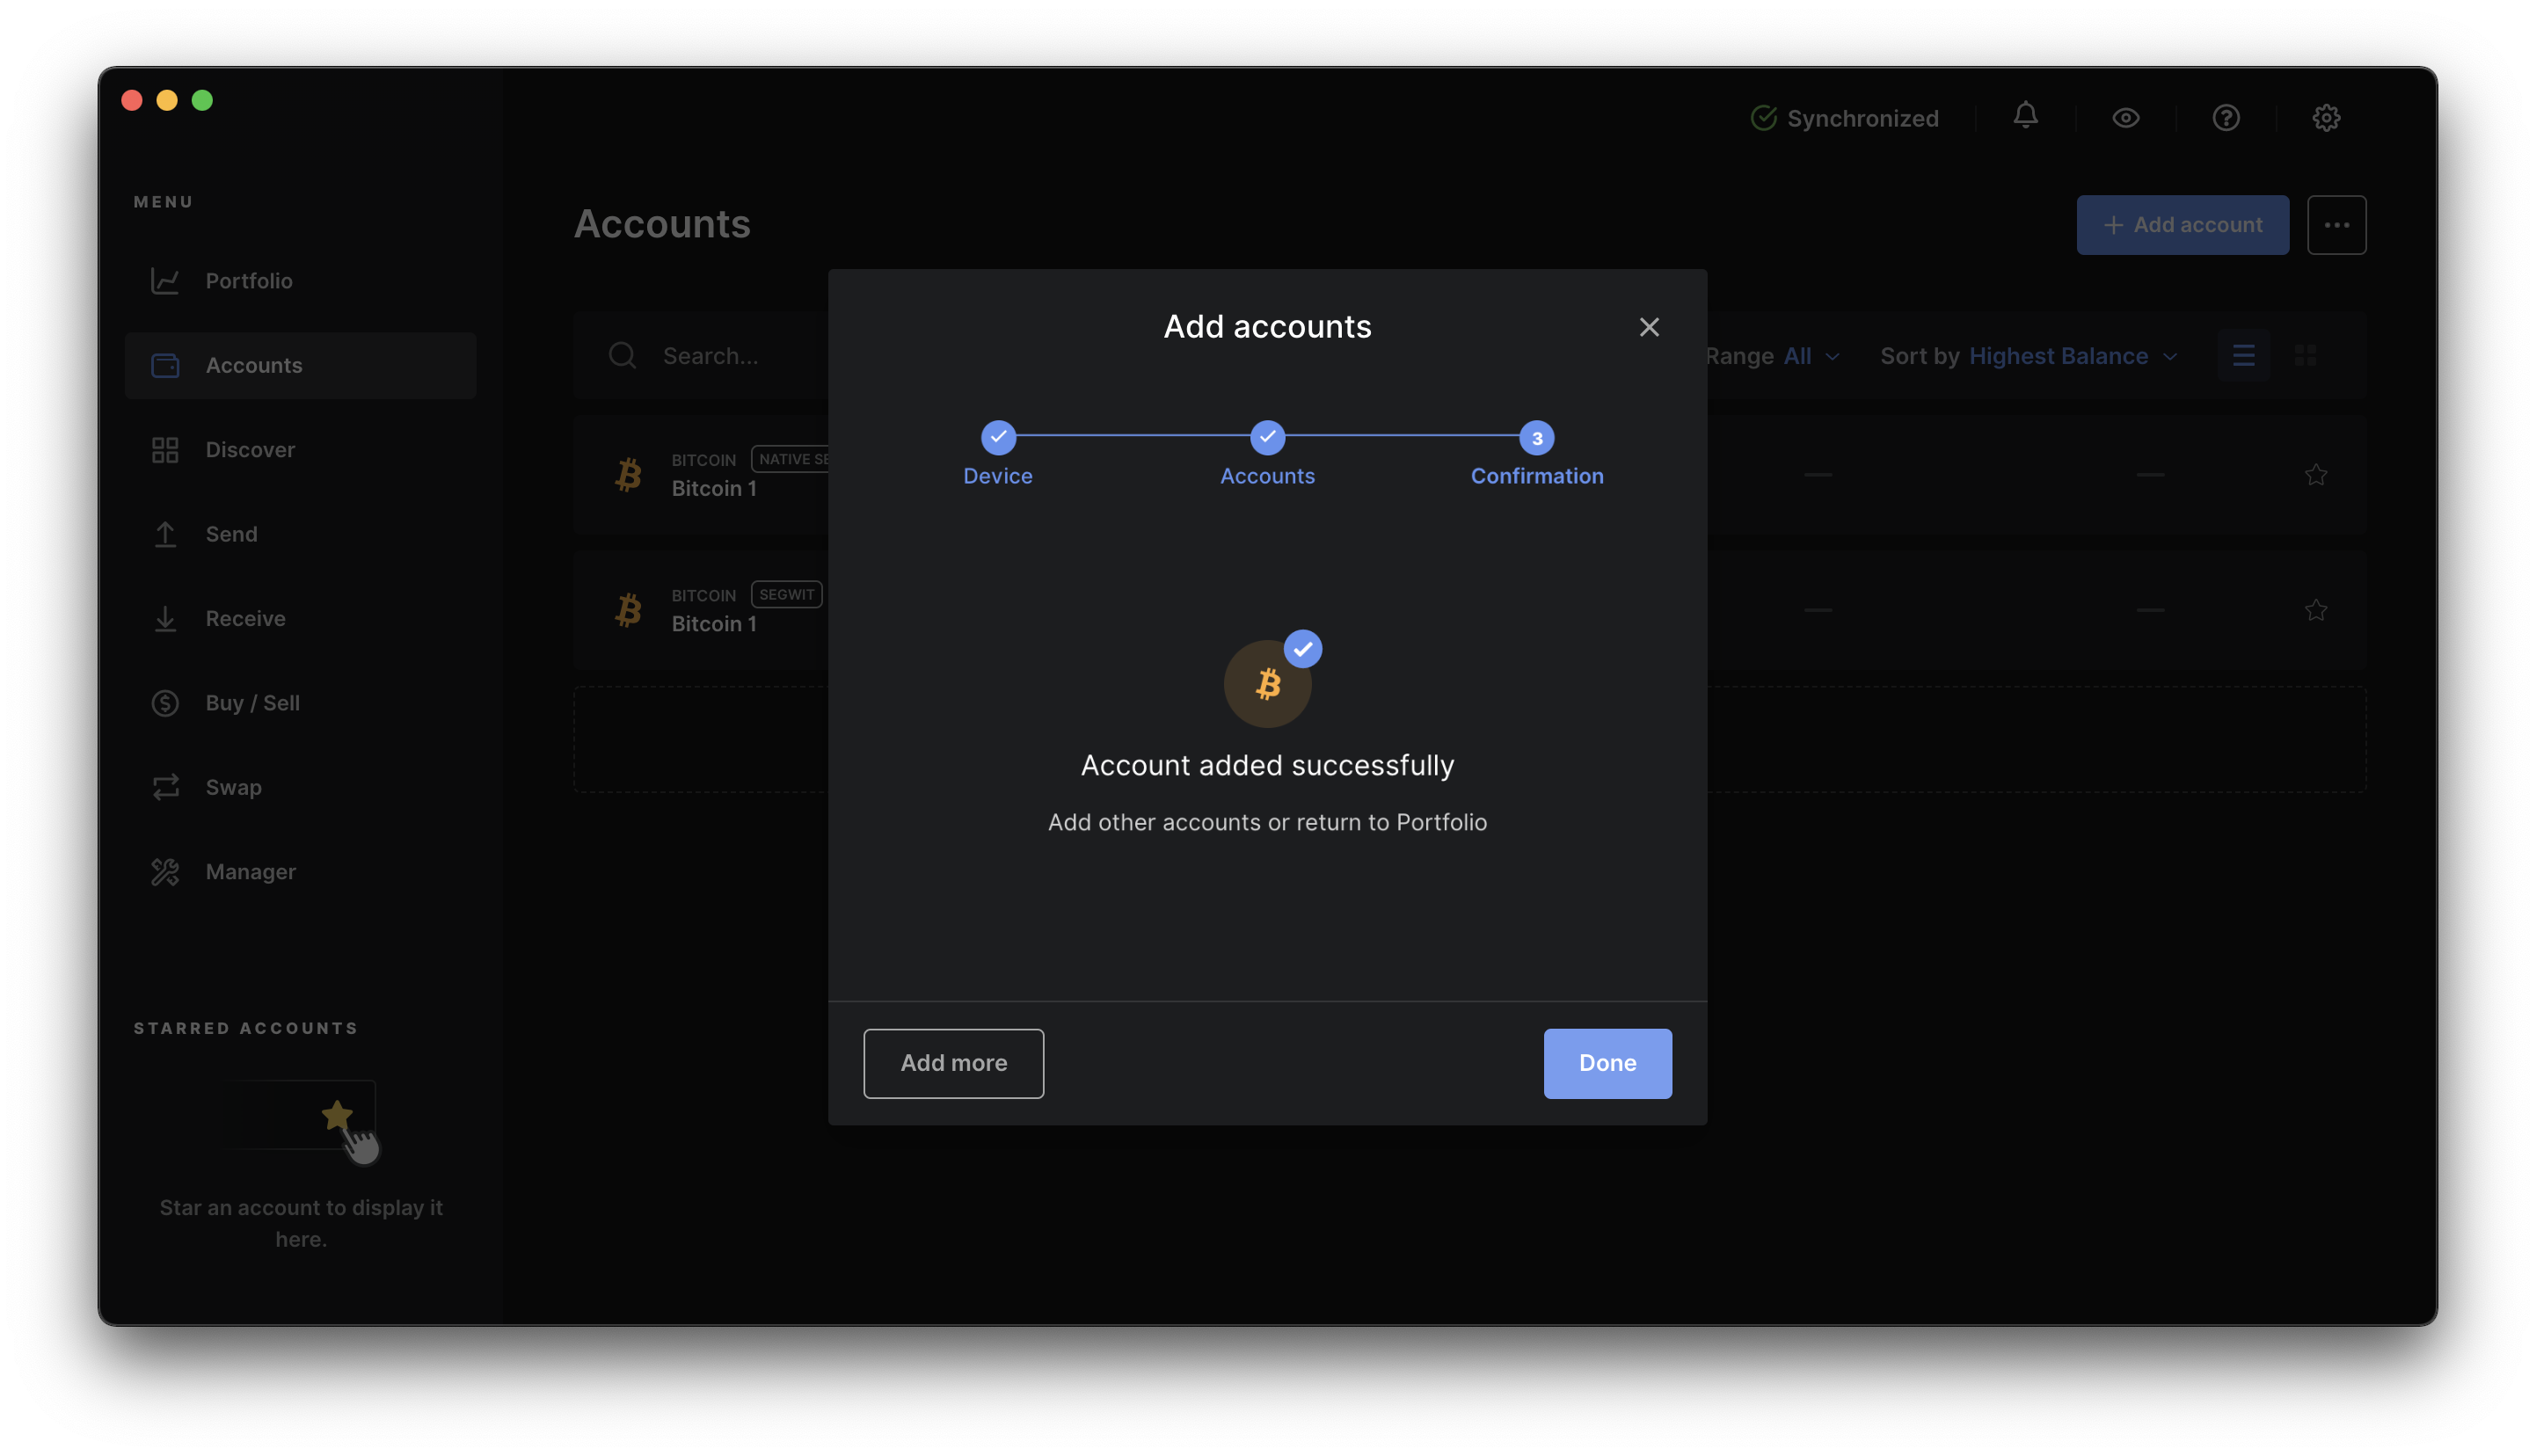 Synchronized
MENU
Portfolio
Accounts
Discover
Send
Receive
Buy / Sell
Swap
Manager
STARRED ACCOUNTS
Star an account to display it
here.
Accounts
+ Add account
Search...
Range All
Sort by Highest Balance
BITCOIN NATIVE SE
Bitcoin 1
BITCOIN SEGWIT
Bitcoin 1
Add accounts
3
Device
Accounts
Confirmation
Account added successfully
Add other accounts or return to Portfolio
Add more
Done